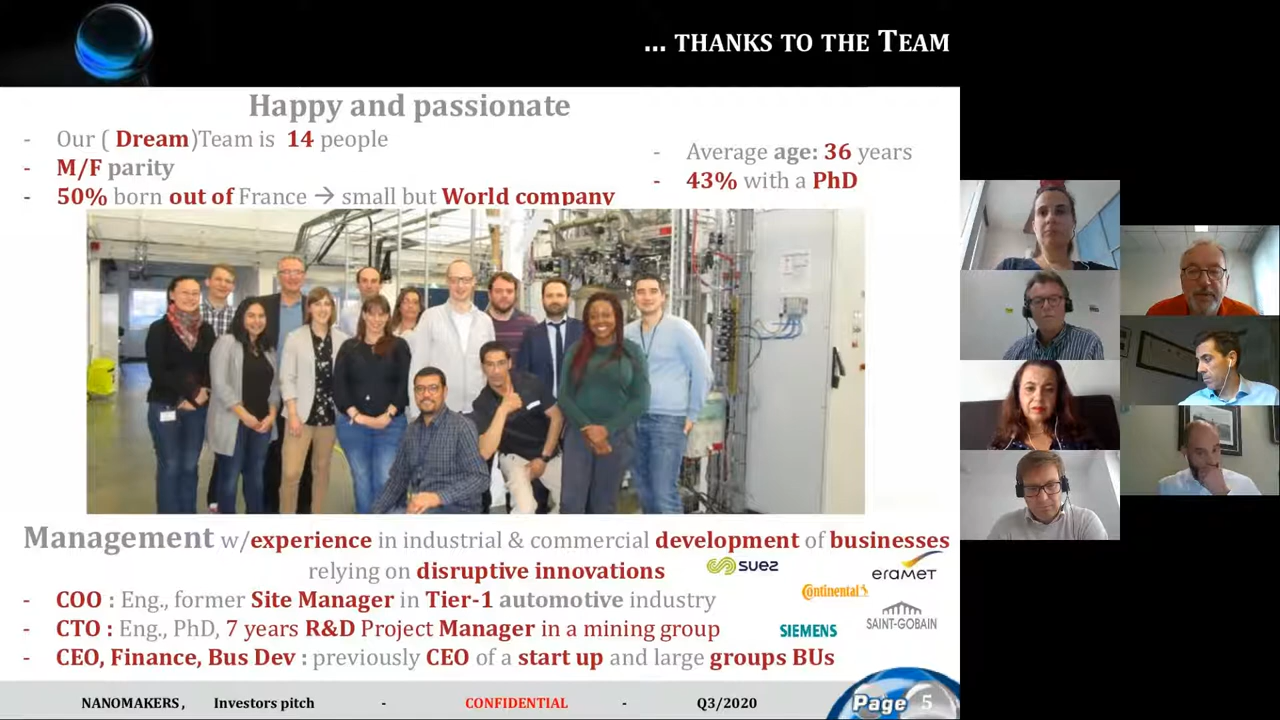 ... THANKS TO THE TEAM
Happy and passionate
- Our ( Dream)Team is 14 people
- M/F parity
- 50% born out of France → small but World company
- Average age: 36 years
- 43% with a PhD
Management w/experience in industrial & commercial development of businesses
relying on disruptive innovations
suez
eramet
Continental
SIEMENS
SAINT-GOBAIN
- COO : Eng., former Site Manager in Tier-1 automotive industry
- CTO : Eng., PhD, 7 years R&D Project Manager in a mining group
- CEO, Finance, Bus Dev : previously CEO of a start up and large groups BUs
NANOMAKERS, Investors pitch - CONFIDENTIAL - Q3/2020
Page 5